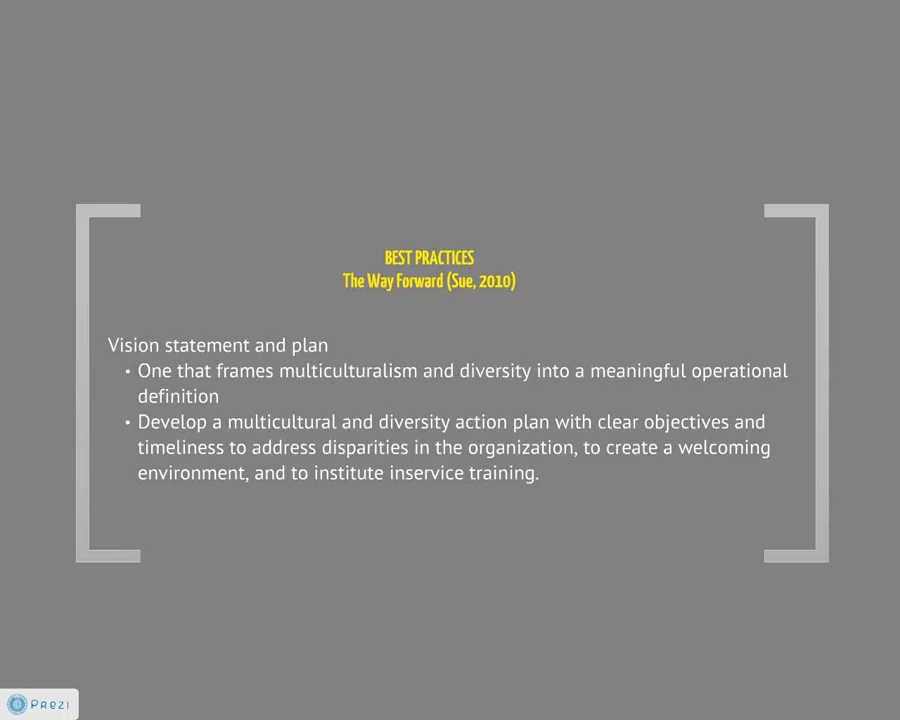 BEST PRACTICES
The Way Forward (Sue, 2010)
Vision statement and plan
• One that frames multiculturalism and diversity into a meaningful operational
definition
• Develop a multicultural and diversity action plan with clear objectives and
timeliness to address disparities in the organization, to create a welcoming
environment, and to institute inservice training.
Prezi